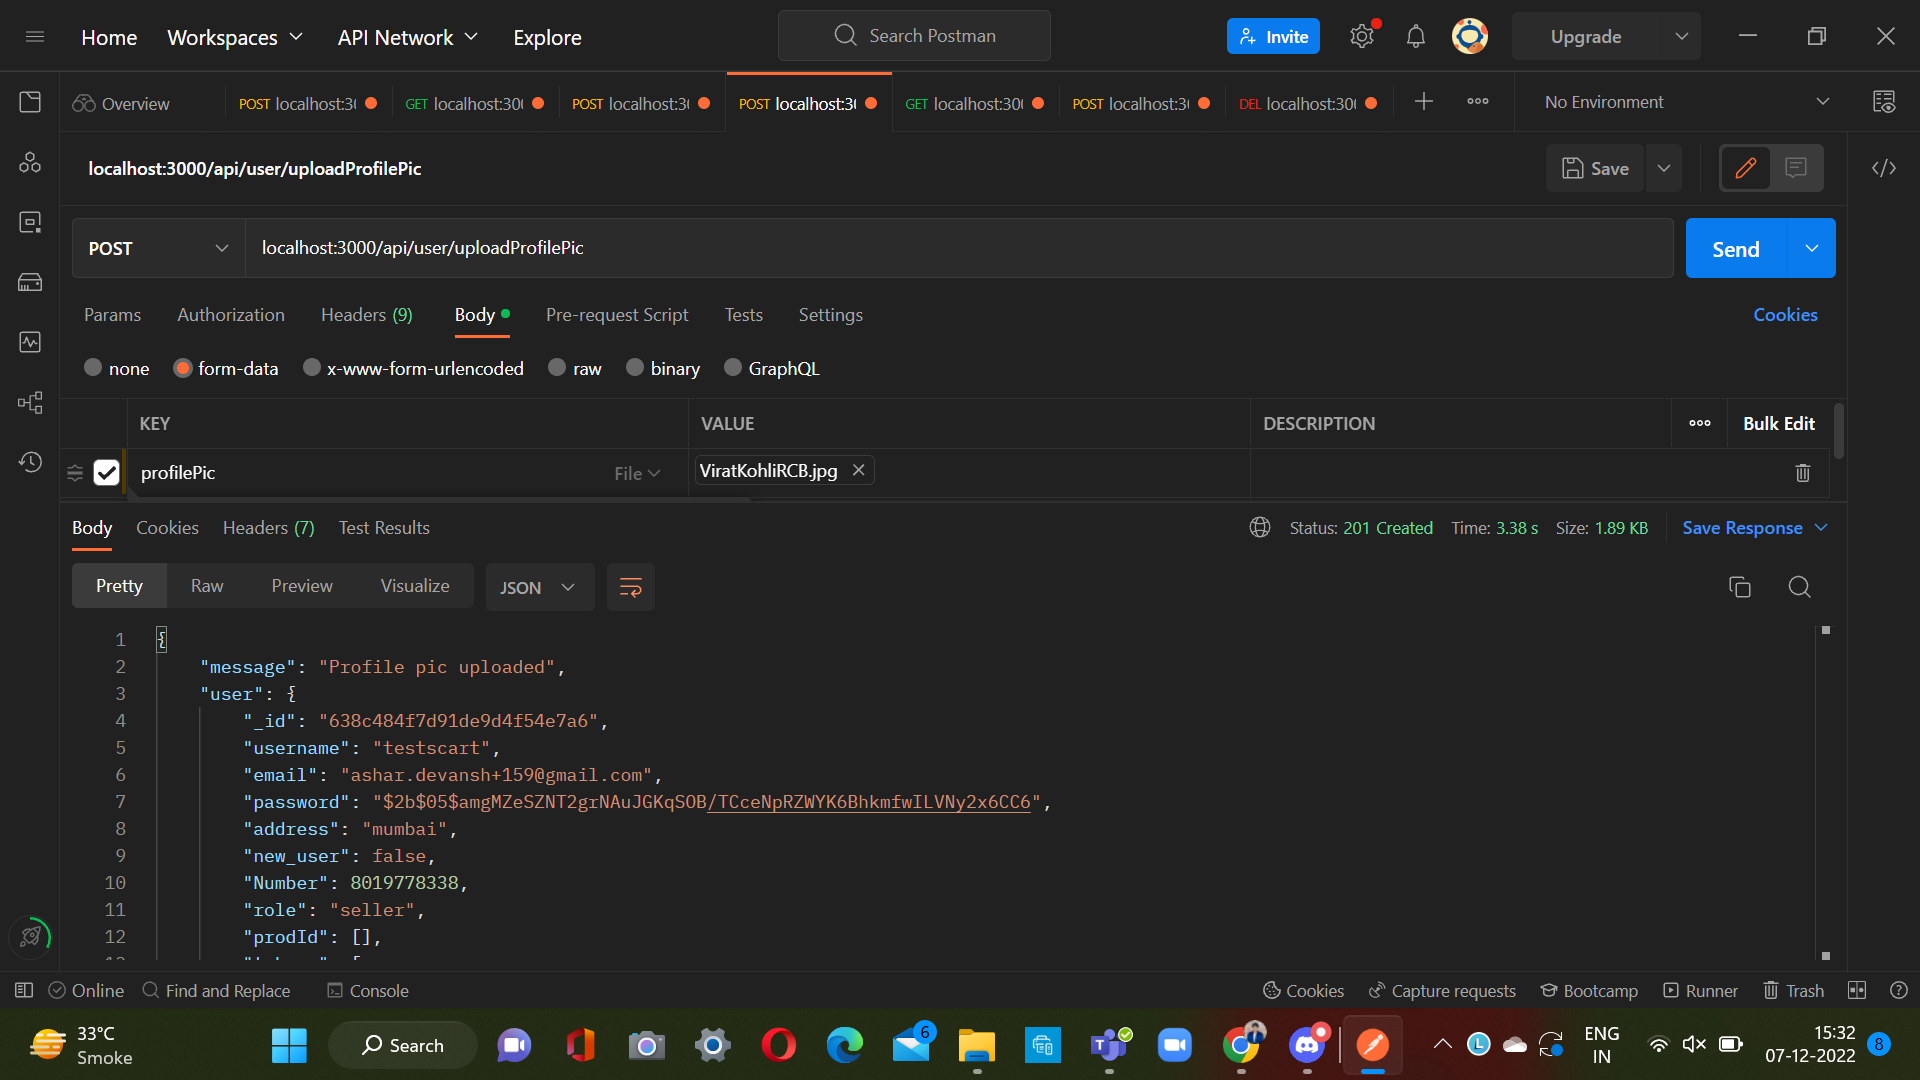 Home Workspaces API Network Explore Search Postman Invite Upgrade
Overview POST localhost:30 GET localhost:300 POST localhost:3 POST localhost:30 GET localhost:300 POST localhost:3 DEL localhost:300 No Environment
localhost:3000/api/user/uploadProfilePic Save
POST localhost:3000/api/user/uploadProfilePic Send
Params Authorization Headers (9) Body Pre-request Script Tests Settings Cookies
none form-data x-www-form-urlencoded raw binary GraphQL
KEY VALUE DESCRIPTION Bulk Edit
profilePic File ViratKohliRCB.jpg
Body Cookies Headers (7) Test Results Status: 201 Created Time: 3.38 s Size: 1.89 KB Save Response
Pretty Raw Preview Visualize JSON
1 {
2 "message": "Profile pic uploaded",
3 "user": {
4 "_id": "638c484f7d91de9d4f54e7a6",
5 "username": "testscart",
6 "email": "ashar.devansh+159@gmail.com",
7 "password": "$2b$05$amgMZeSZNT2grNAuJGKqSOB/TCceNpRZWYK6BhkmfwILVNy2x6CC6",
8 "address": "mumbai",
9 "new_user": false,
10 "Number": 8019778338,
11 "role": "seller",
12 "prodId": [],
Online Find and Replace Console Cookies Capture requests Bootcamp Runner Trash
33°C
Smoke
Search
6
L
ENG
IN
15:32
07-12-2022
8